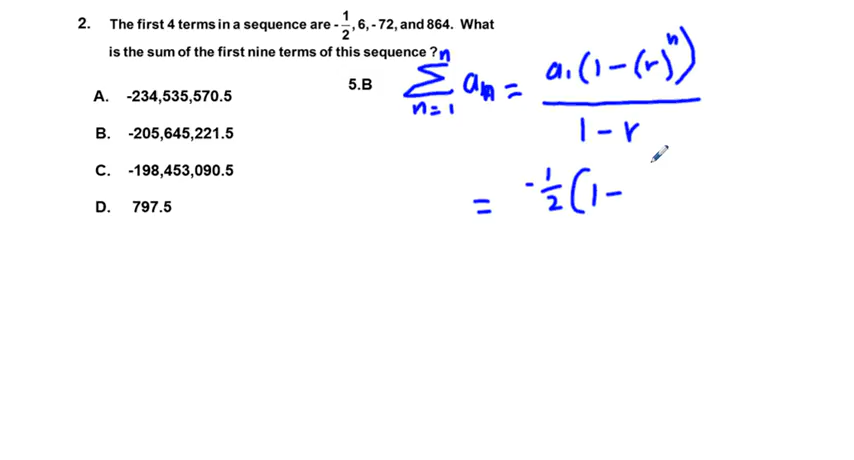 2. The first 4 terms in a sequence are -1/2, 6, -72, and 864. What
is the sum of the first nine terms of this sequence ?
5.B
A. -234,535,570.5
B. -205,645,221.5
C. -198,453,090.5
D. 797.5
n
∑ aₙ = a₁(1-(r)ⁿ)
n=1 1-r
= -1/2(1-